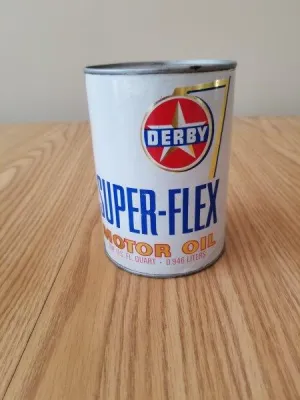 DERBY
SUPER-FLEX
MOTOR OIL
U.S. FL. QUART • 0.946 LITERS